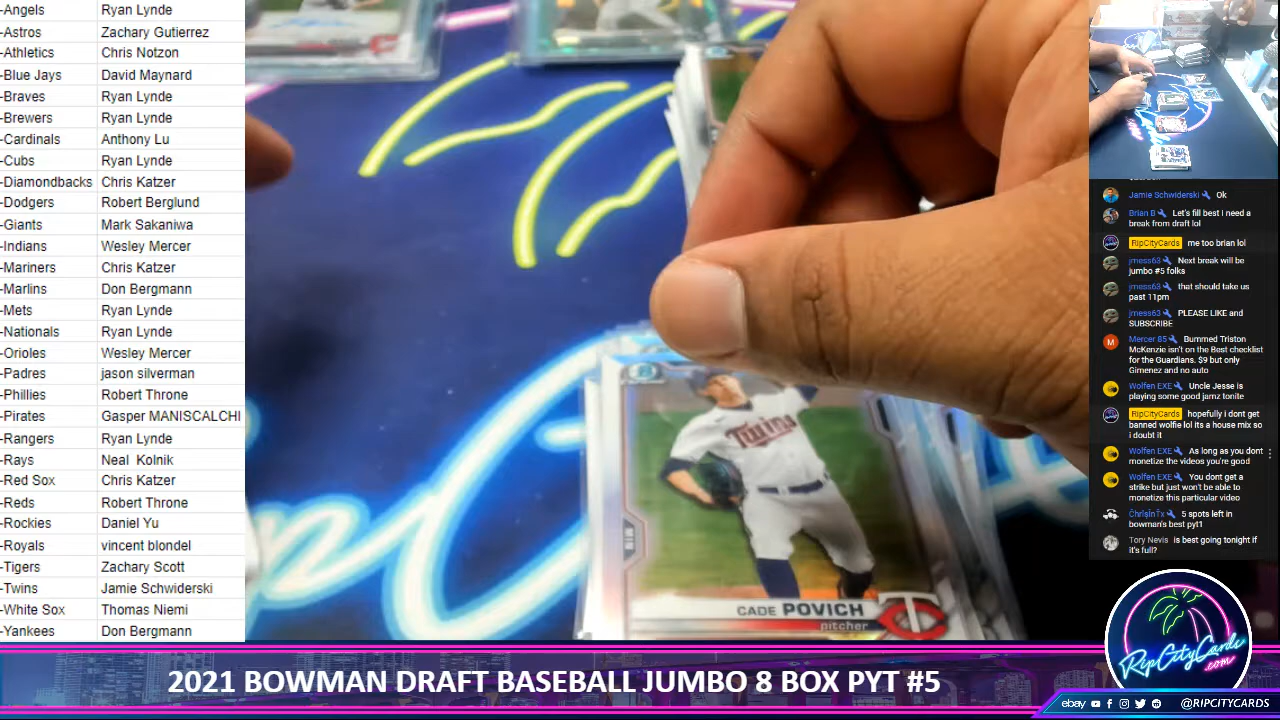 -Angels Ryan Lynde
-Astros Zachary Gutierrez
-Athletics Chris Notzon
-Blue Jays David Maynard
-Braves Ryan Lynde
-Brewers Ryan Lynde
-Cardinals Anthony Lu
-Cubs Ryan Lynde
-Diamondbacks Chris Katzer
-Dodgers Robert Berglund
-Giants Mark Sakaniwa
-Indians Wesley Mercer
-Mariners Chris Katzer
-Marlins Don Bergmann
-Mets Ryan Lynde
-Nationals Ryan Lynde
-Orioles Wesley Mercer
-Padres jason silverman
-Phillies Robert Throne
-Pirates Gasper MANISCALCHI
-Rangers Ryan Lynde
-Rays Neal Kolnik
-Red Sox Chris Katzer
-Reds Robert Throne
-Rockies Daniel Yu
-Royals vincent blondel
-Tigers Zachary Scott
-Twins Jamie Schwiderski
-White Sox Thomas Niemi
-Yankees Don Bergmann
Twins
MIN
CADE POVICH
pitcher
Jamie Schwiderski Ok
Brian B Let's fill best I need a
break from draft lol
RipCityCards me too brian lol
jmess63 Next break will be
jumbo #5 folks
jmess63 that should take us
past 11pm
jmess63 PLEASE LIKE and
SUBSCRIBE
Mercer 85 Bummed Triston
McKenzie isn't on the Best checklist
for the Guardians. $9 but only
Gimenez and no auto
Wolfen EXE Uncle Jesse is
playing some good jamz tonite
RipCityCards hopefully i dont get
banned wolfie lol its a house mix so
i doubt it
Wolfen EXE As long as you dont
monetize the videos you're good
Wolfen EXE You dont get a
strike but just won't be able to
monetize this particular video
ČhrĭşĭnŤx 5 spots left in
bowman's best pyt1
Tory Nevis is best going tonight if
it's full?
RipCityCards
.com
2021 BOWMAN DRAFT BASEBALL JUMBO 8 BOX PYT #5
ebay @RIPCITYCARDS